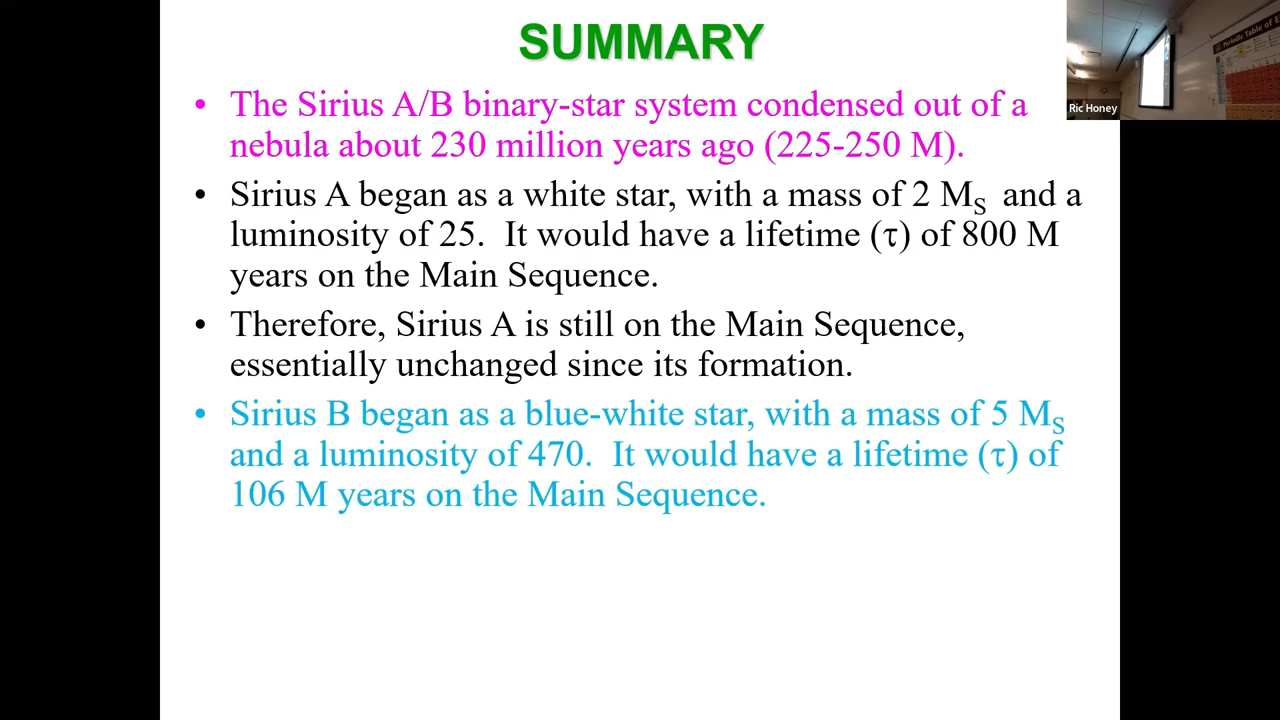 SUMMARY
• The Sirius A/B binary-star system condensed out of a
nebula about 230 million years ago (225-250 M).
• Sirius A began as a white star, with a mass of 2 MS and a
luminosity of 25. It would have a lifetime (τ) of 800 M
years on the Main Sequence.
• Therefore, Sirius A is still on the Main Sequence,
essentially unchanged since its formation.
• Sirius B began as a blue-white star, with a mass of 5 MS
and a luminosity of 470. It would have a lifetime (τ) of
106 M years on the Main Sequence.
Periodic Table of
Ric Honey